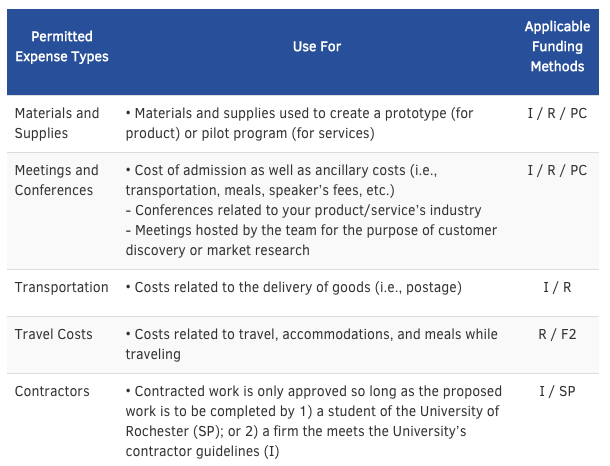 Permitted
Expense Types
Use For
Applicable
Funding
Methods
Materials and
Supplies
• Materials and supplies used to create a prototype (for
product) or pilot program (for services)
I / R / PC
Meetings and
Conferences
• Cost of admission as well as ancillary costs (i.e.,
transportation, meals, speaker's fees, etc.)
- Conferences related to your product/service's industry
- Meetings hosted by the team for the purpose of customer
discovery or market research
I / R / PC
Transportation
• Costs related to the delivery of goods (i.e., postage)
I / R
Travel Costs
• Costs related to travel, accommodations, and meals while
traveling
R / F2
Contractors
• Contracted work is only approved so long as the proposed
work is to be completed by 1) a student of the University of
Rochester (SP); or 2) a firm the meets the University's
contractor guidelines (I)
I / SP